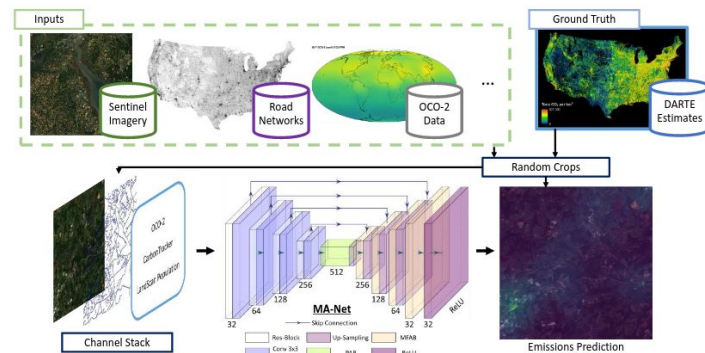 Inputs
Ground Truth
Sentinel
Imagery
Road
Networks
OCO-2
Data
...
DARTE
Estimates
Random Crops
OCO-2
CarbonTracker
LandScan Population
Channel Stack
32
64
128
256
512
256
128
64
32
32
ReLU
MA-Net
Skip Connection
Res-Block
Up-Sampling
MFAB
Conv 3x3
PAB
ReLU
Emissions Prediction